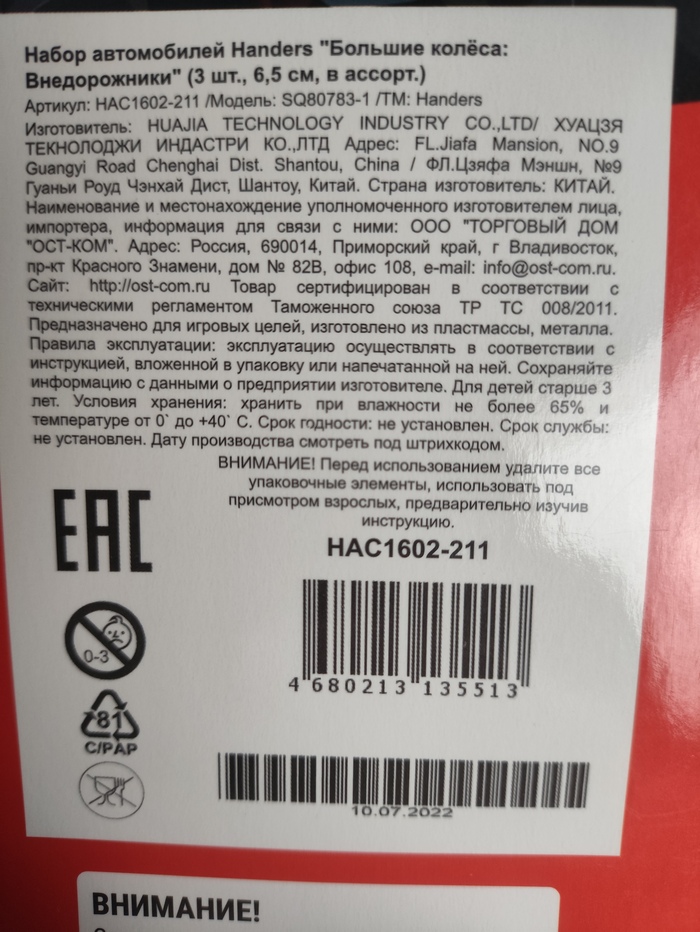 Набор автомобилей Handers "Большие колёса:
Внедорожники" (3 шт., 6,5 см, в ассорт.)
Артикул: HAC1602-211 /Модель: SQ80783-1 /ТМ: Handers
Изготовитель: HUAJIA TECHNOLOGY INDUSTRY CO.,LTD/ ХУАЦЗЯ
ТЕКНОЛОДЖИ ИНДАСТРИ КО.,ЛТД Адрес: FL.Jiafa Mansion, NO.9
Guangyi Road Chenghai Dist. Shantou, China / ФЛ.Цзяфа Мэншн, №9
Гуаньи Роуд Чэнхай Дист, Шантоу, Китай. Страна изготовитель: КИТАЙ.
Наименование и местонахождение уполномоченного изготовителем лица,
импортера, информация для связи с ними: ООО "ТОРГОВЫЙ ДОМ
"ОСТ-КОМ". Адрес: Россия, 690014, Приморский край, г Владивосток,
пр-кт Красного Знамени, дом № 82В, офис 108, e-mail: info@ost-com.ru.
Сайт: http://ost-com.ru Товар сертифицирован в соответствии с
техническими регламентом Таможенного союза ТР ТС 008/2011.
Предназначено для игровых целей, изготовлено из пластмассы, металла.
Правила эксплуатации: эксплуатацию осуществлять в соответствии с
инструкцией, вложенной в упаковку или напечатанной на ней. Сохраняйте
информацию с данными о предприятии изготовителе. Для детей старше 3
лет. Условия хранения: хранить при влажности не более 65% и
температуре от 0` до +40` С. Срок годности: не установлен. Срок службы:
не установлен. Дату производства смотреть под штрихкодом.
ВНИМАНИЕ! Перед использованием удалите все
упаковочные элементы, использовать под
присмотром взрослых, предварительно изучив
инструкцию.
EAC
HAC1602-211
0-3
4 680213 135513
81
C/PAP
10.07.2022
ВНИМАНИЕ!